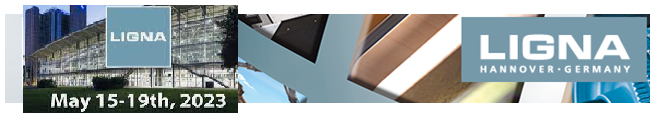 LIGNA
May 15-19th, 2023
LIGNA
HANNOVER · GERMANY